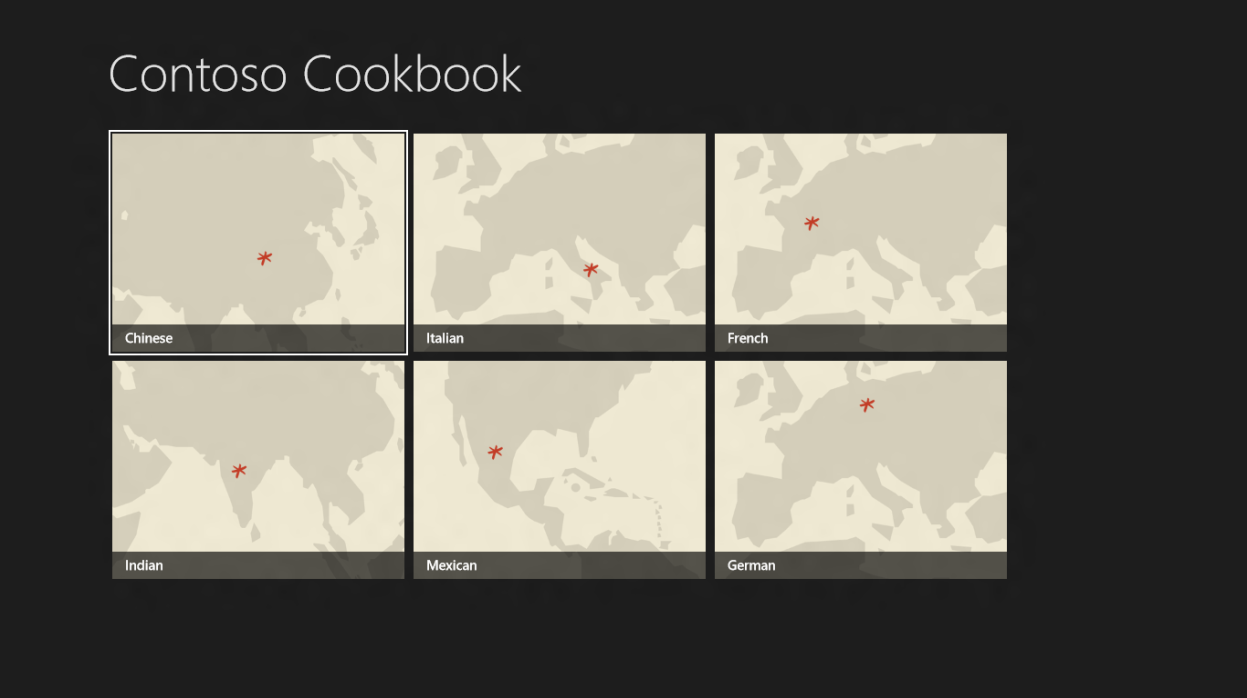 Contoso Cookbook
Chinese
Italian
French
Indian
Mexican
German